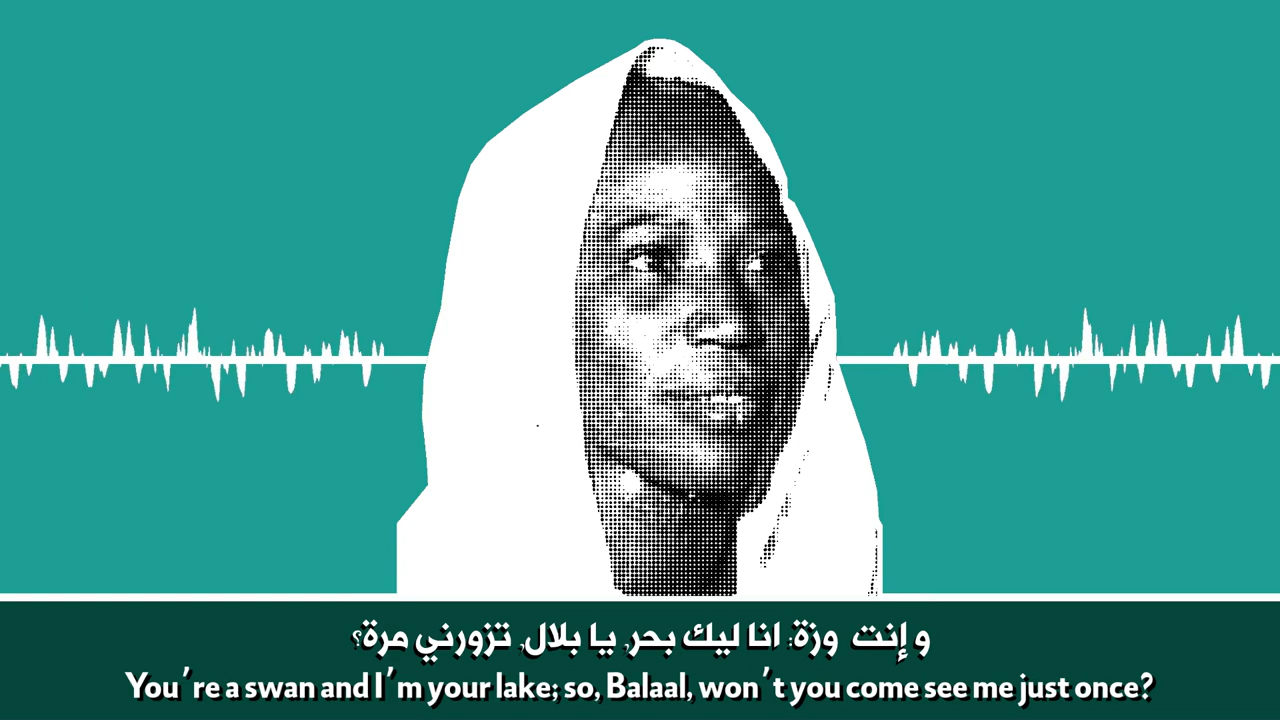 و إنت وزة؛ انا ليك بحر، يا بلال، تزورني مرة؟
You're a swan and I'm your lake; so, Balaal, won't you come see me just once?